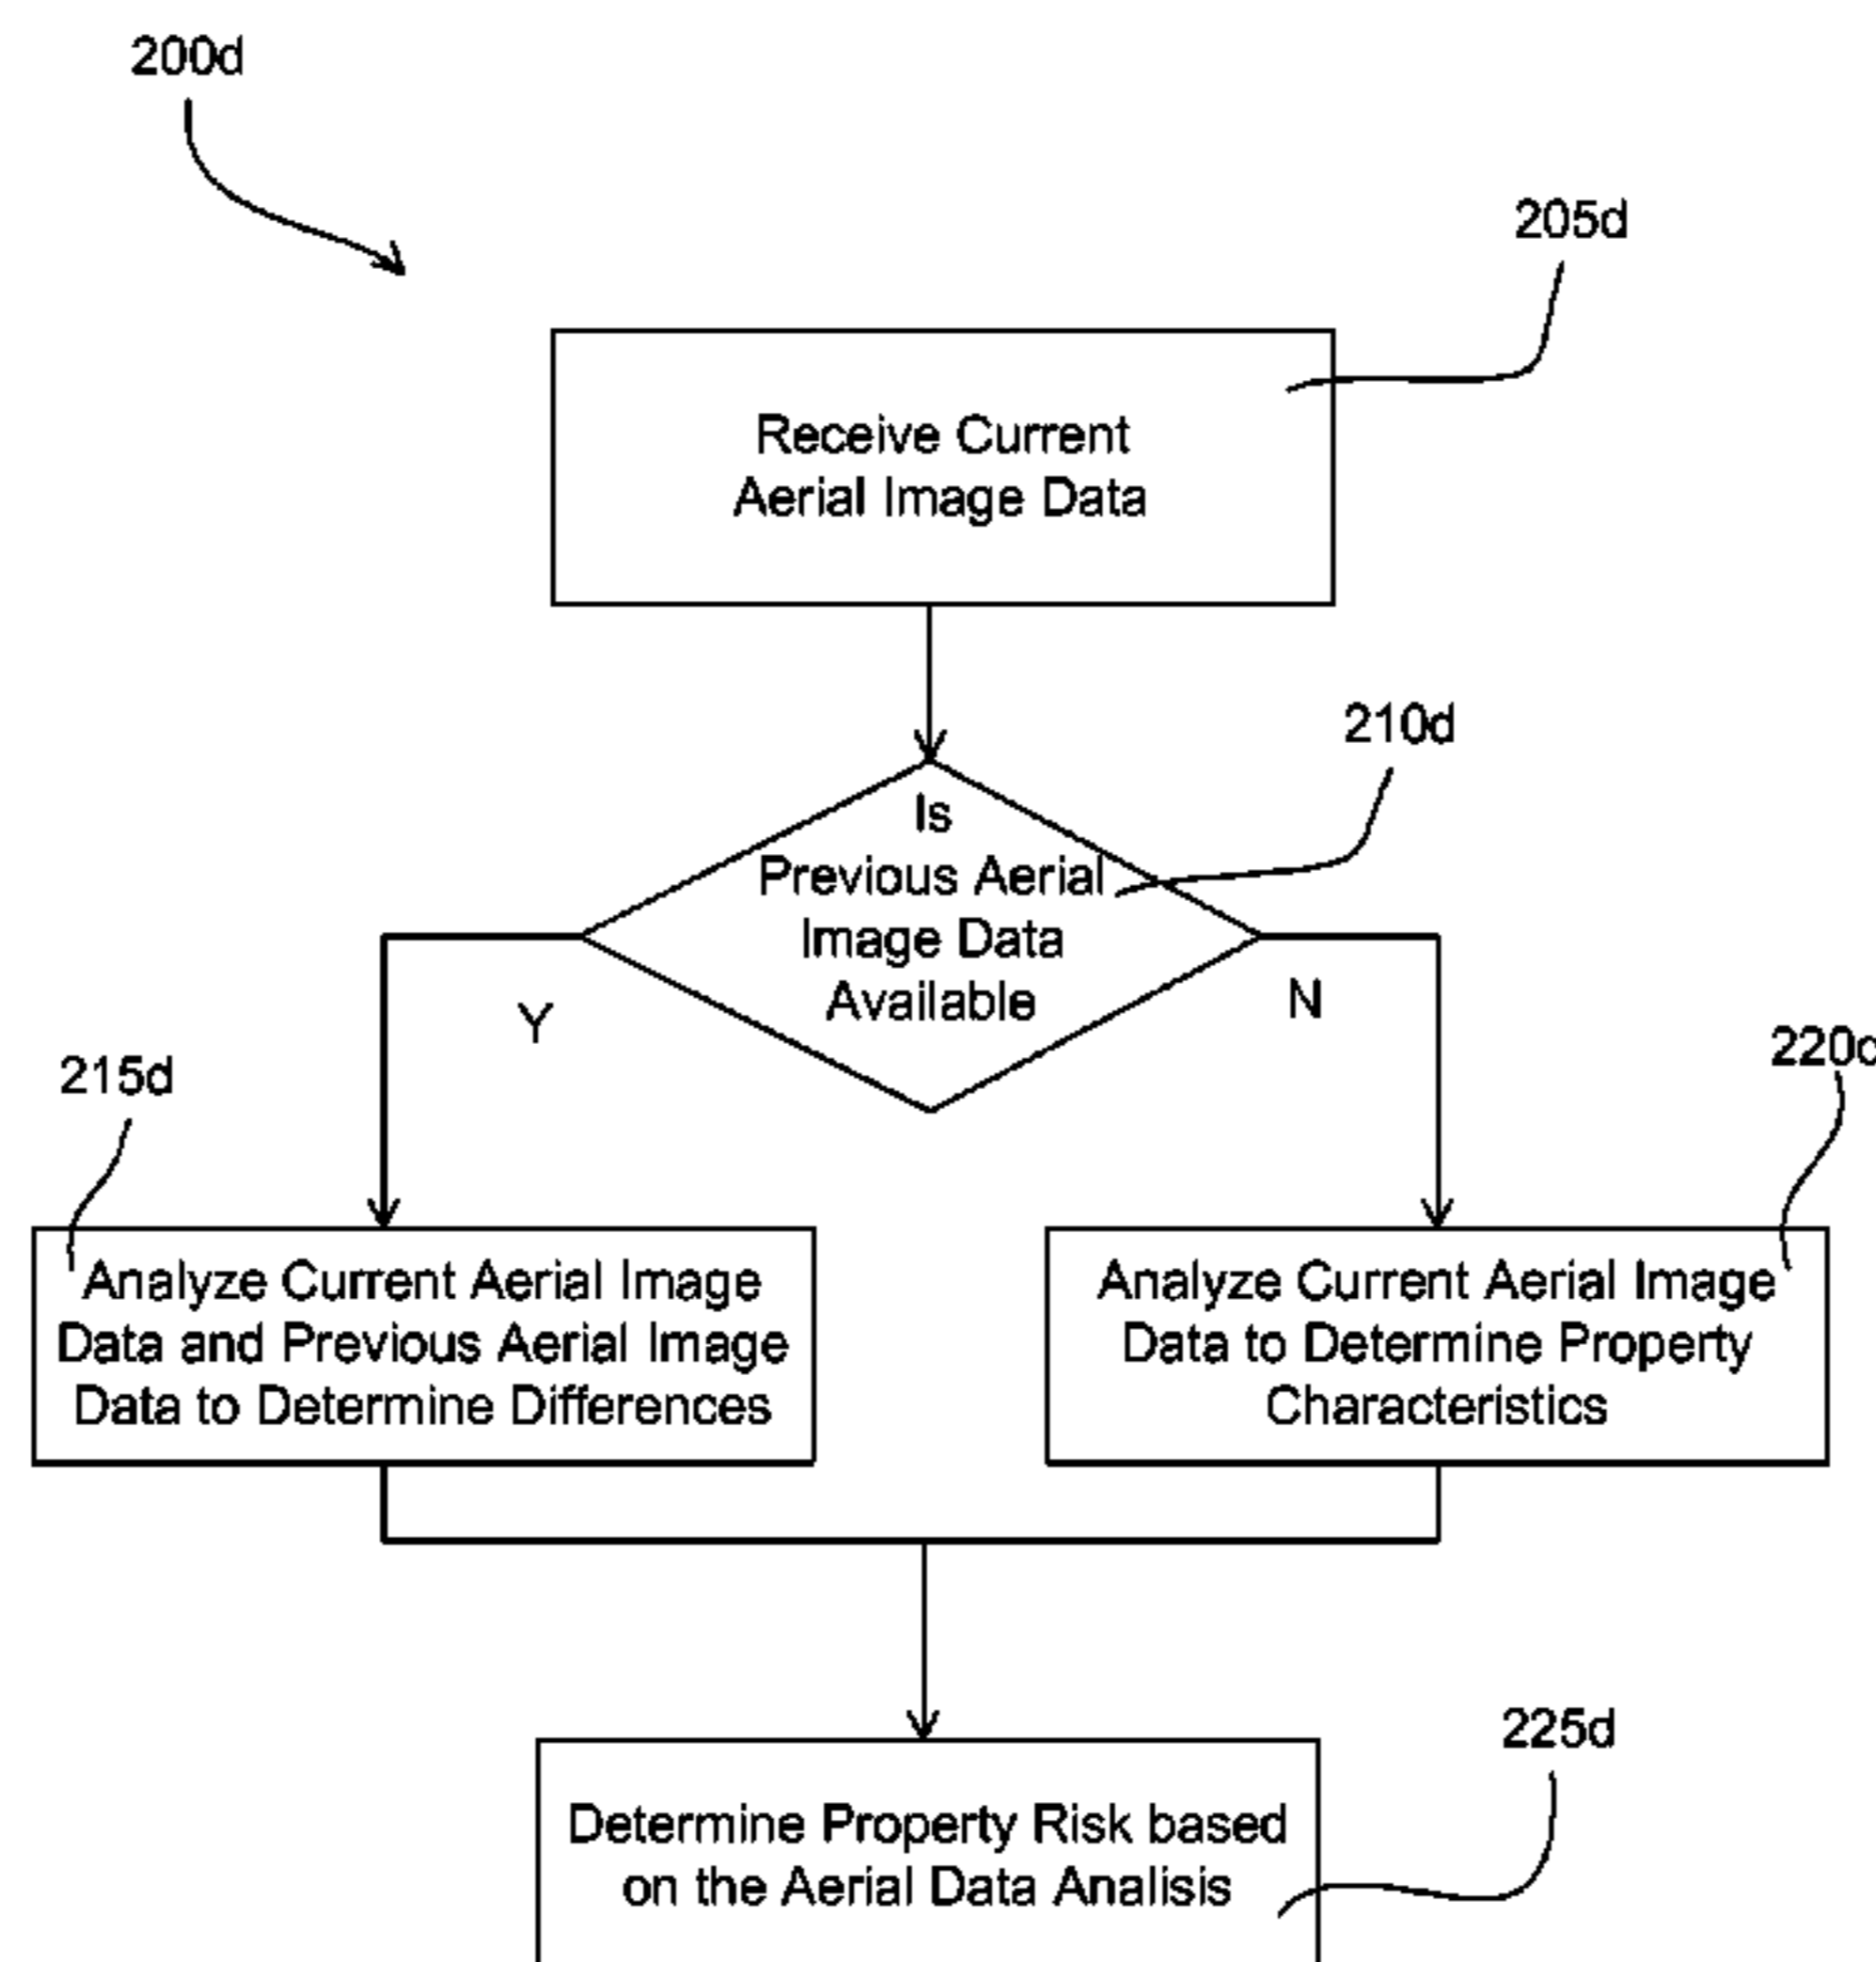 200d
205d
Receive Current
Aerial Image Data
210d
Is
Previous Aerial
Image Data
Available
Y
N
215d
220d
Analyze Current Aerial Image
Data and Previous Aerial Image
Data to Determine Differences
Analyze Current Aerial Image
Data to Determine Property
Characteristics
225d
Determine Property Risk based
on the Aerial Data Analisis